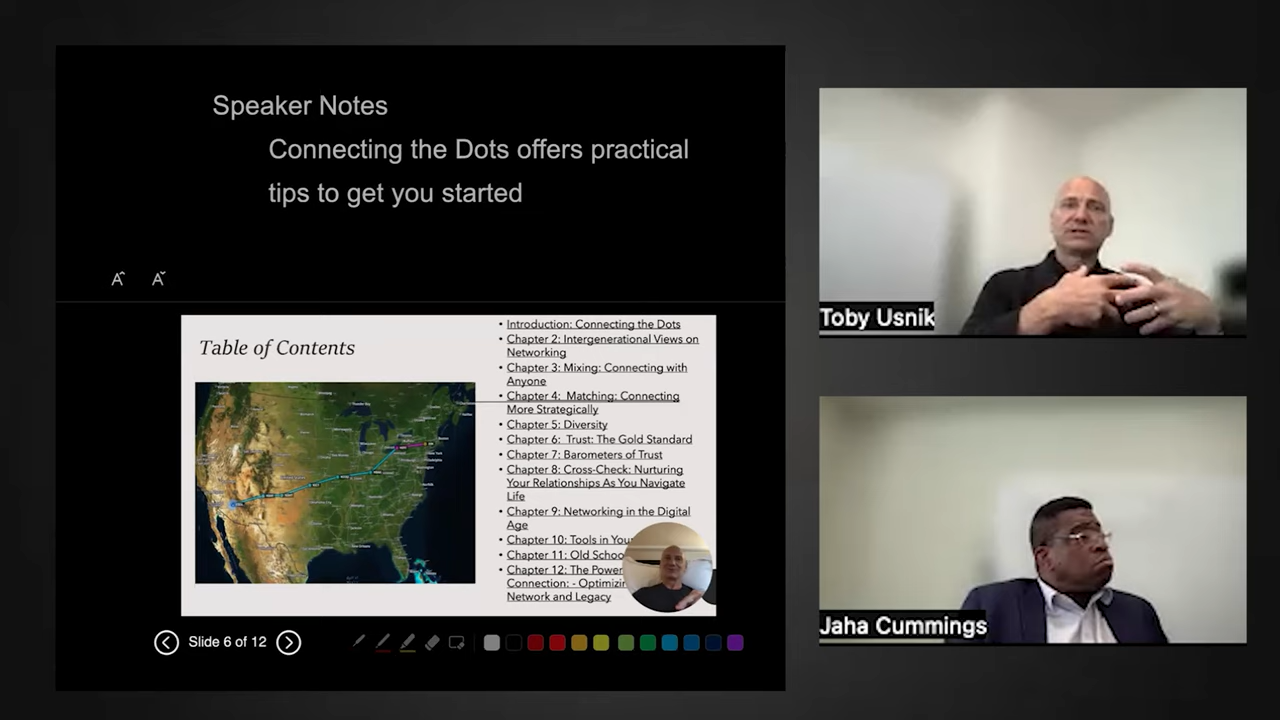 Speaker Notes
Connecting the Dots offers practical
tips to get you started
Table of Contents
• Introduction: Connecting the Dots
• Chapter 2: Intergenerational Views on
Networking
• Chapter 3: Mixing: Connecting with
Anyone
• Chapter 4: Matching: Connecting
More Strategically
• Chapter 5: Diversity
• Chapter 6: Trust: The Gold Standard
• Chapter 7: Barometers of Trust
• Chapter 8: Cross-Check: Nurturing
Your Relationships As You Navigate
Life
• Chapter 9: Networking in the Digital
Age
• Chapter 10: Tools in
• Chapter 11: Old
• Chapter 12: The Power
Connection: -
Network and Legacy
Slide 6 of 12
Toby Usnik
Jaha Cummings